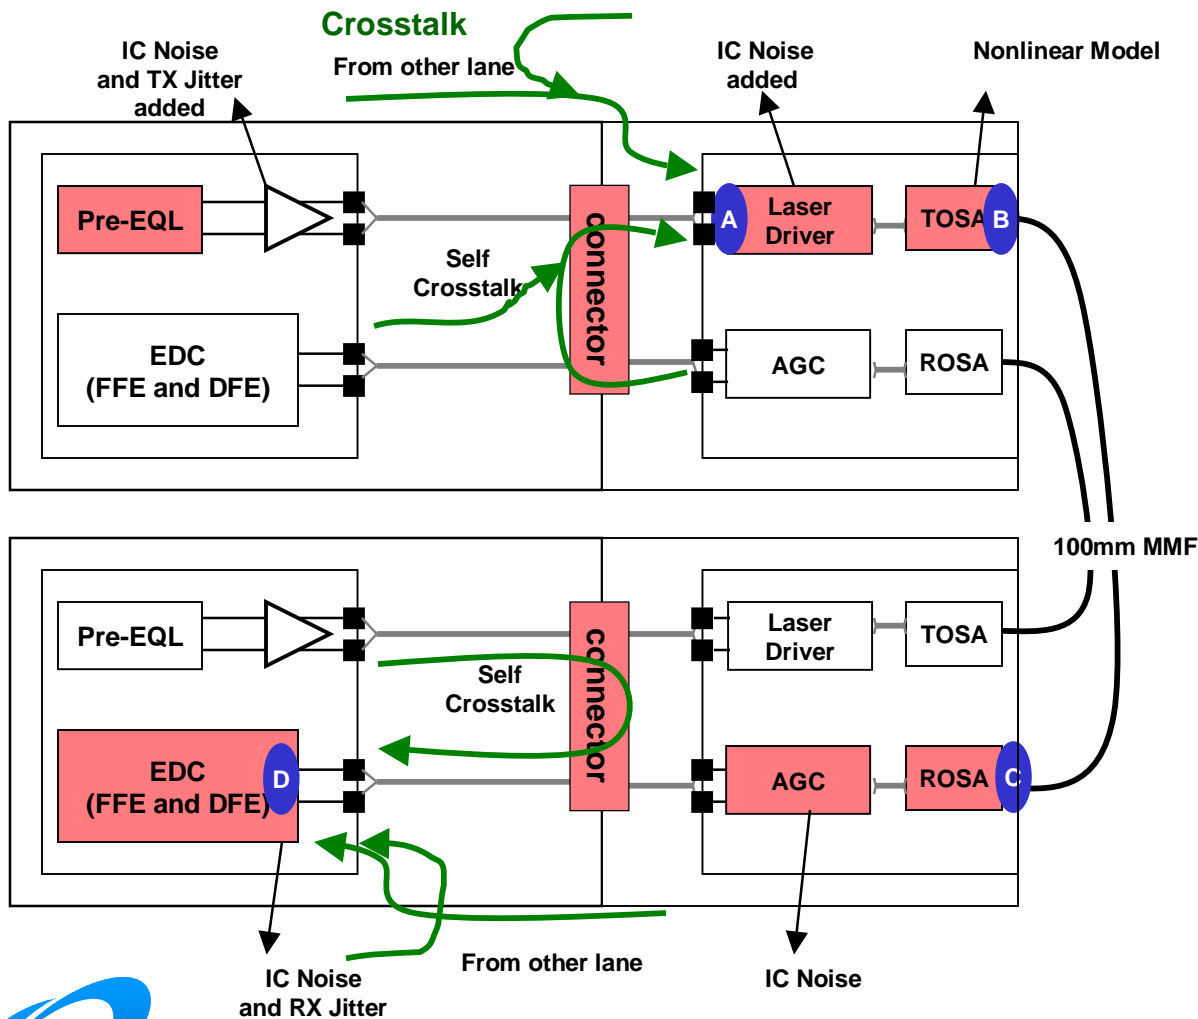 Crosstalk
IC Noise
and TX Jitter
added
From other lane
IC Noise
added
Nonlinear Model
Pre-EQL
A
Laser
Driver
TOSA
B
Self
Crosstalk
connector
EDC
(FFE and DFE)
AGC
ROSA
100mm MMF
Pre-EQL
Laser
Driver
TOSA
Self
Crosstalk
connector
EDC
(FFE and DFE)
D
AGC
ROSA
C
From other lane
IC Noise
and RX Jitter
IC Noise